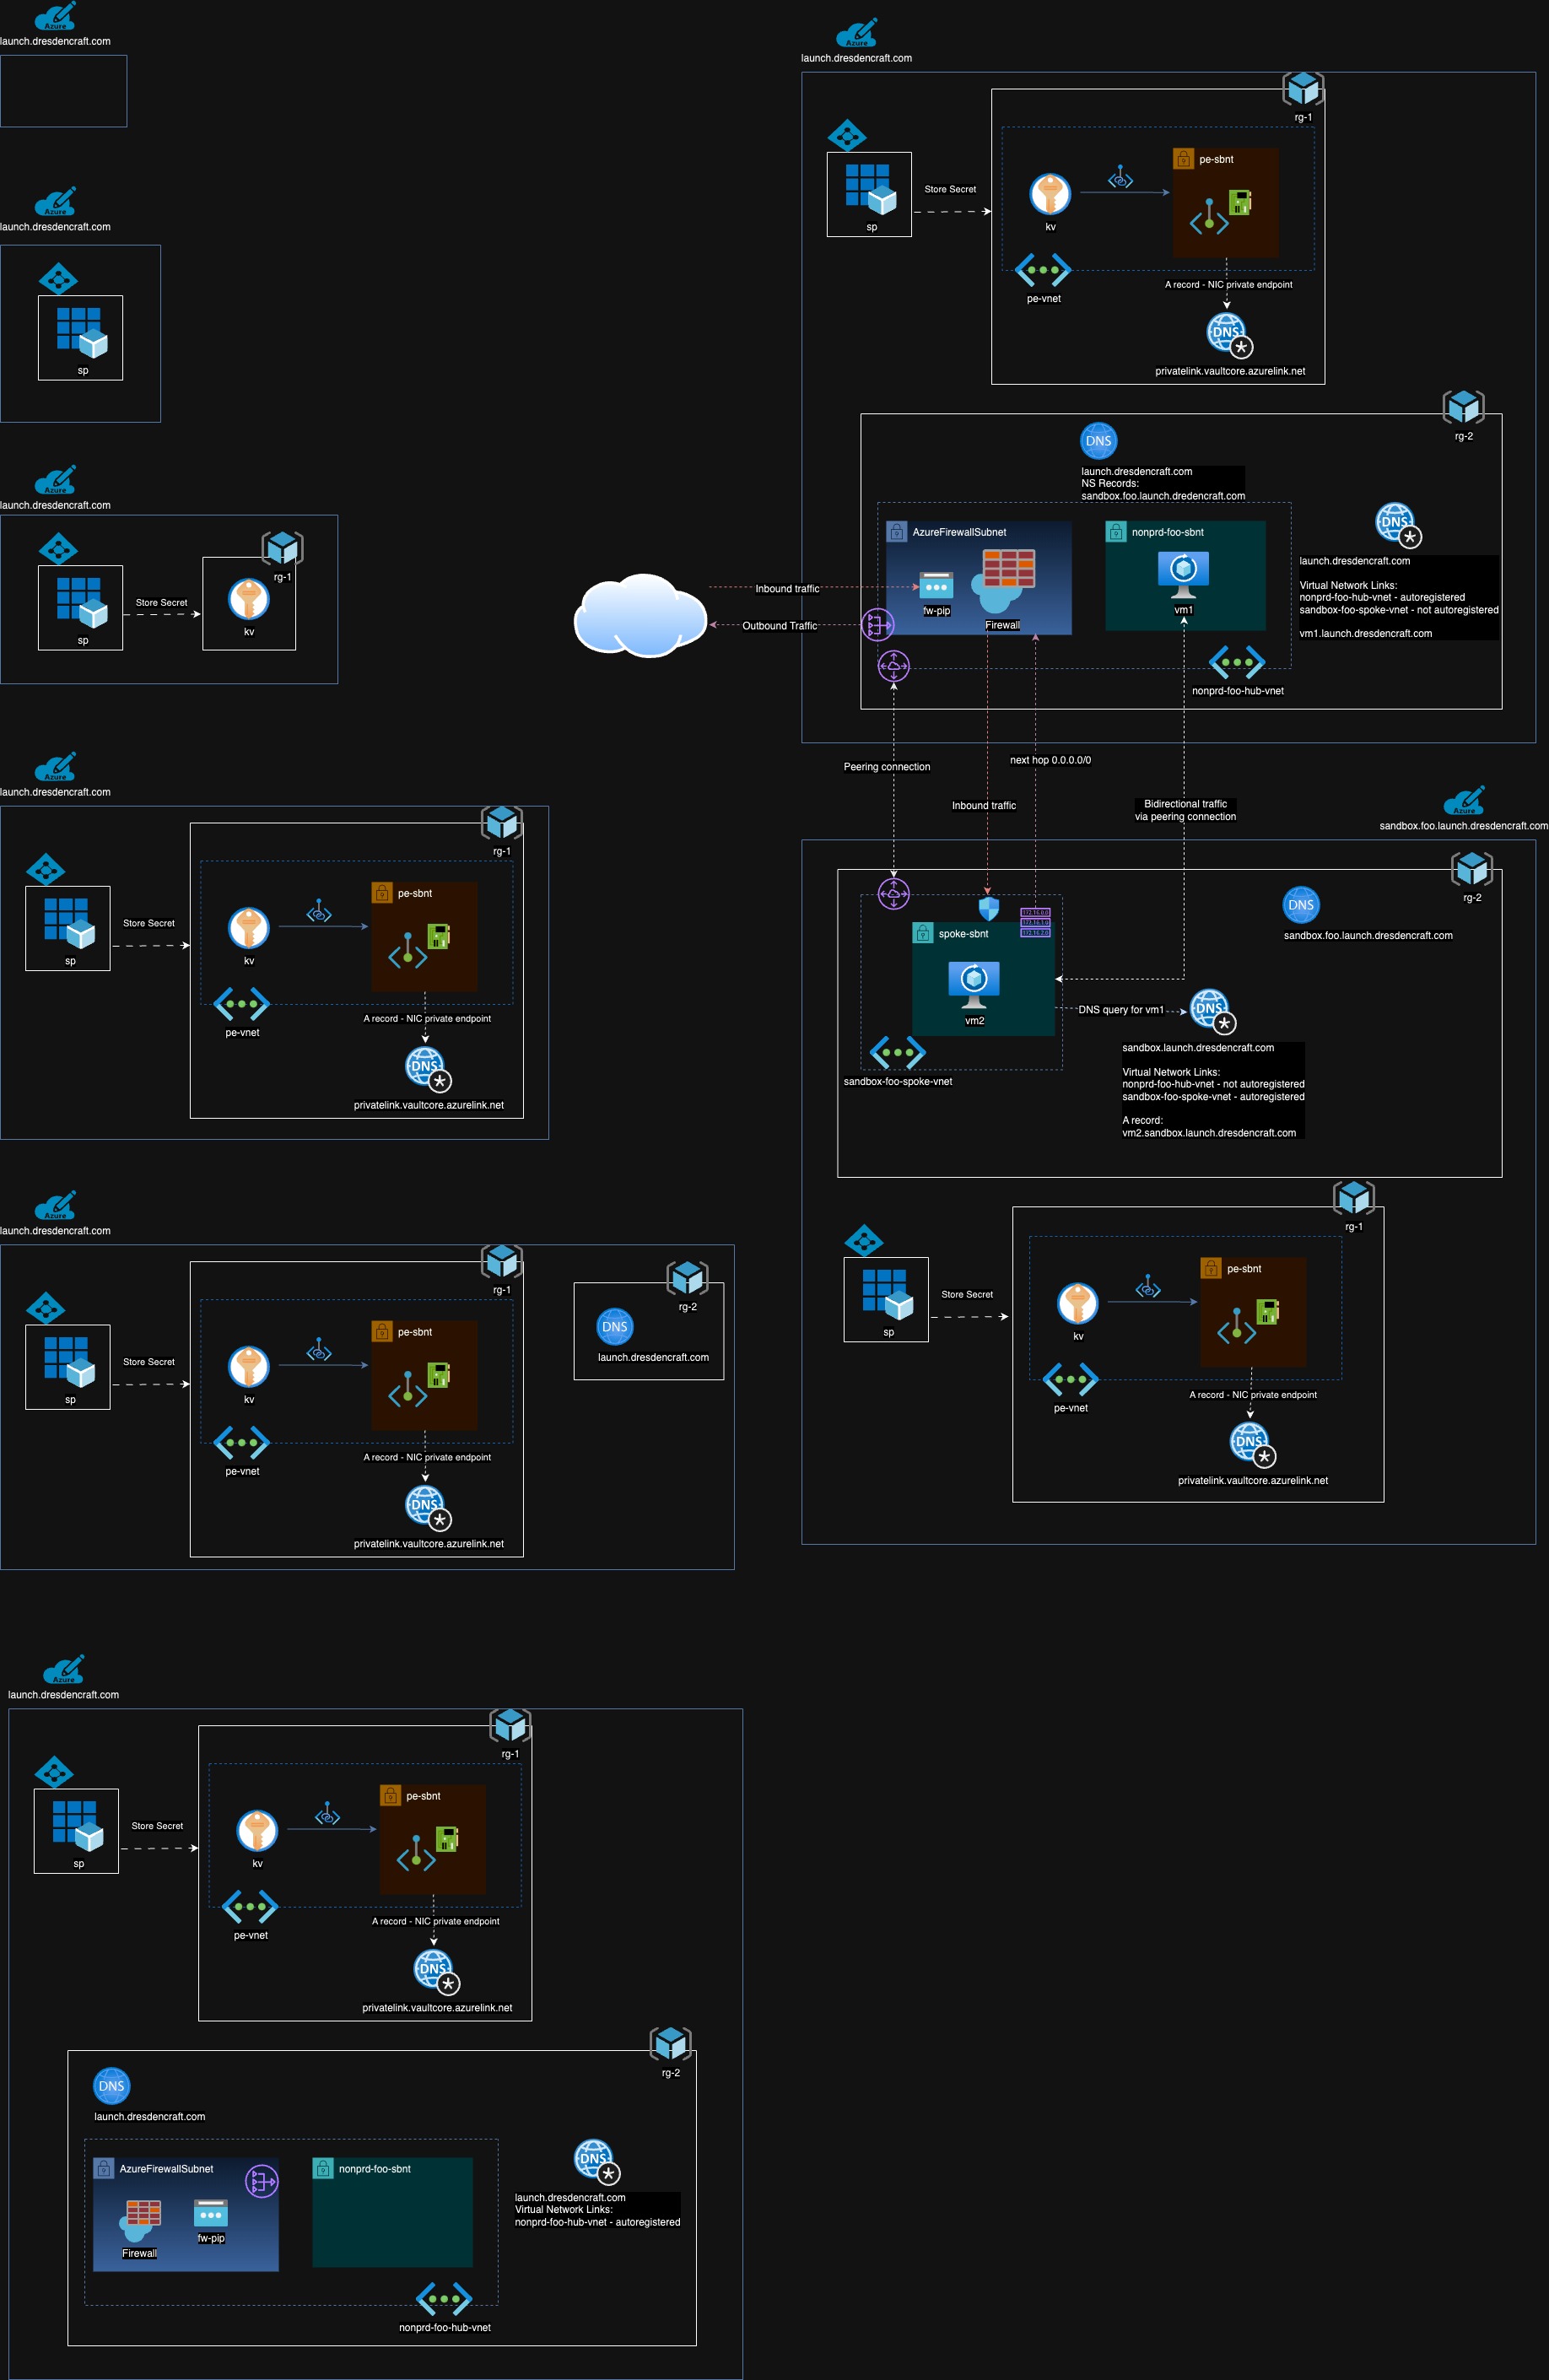 Azure
launch.dresdencraft.com
Azure
launch.dresdencraft.com
sp
Azure
launch.dresdencraft.com
sp
Store Secret
rg-1
kv
Azure
launch.dresdencraft.com
rg-1
sp
Store Secret
kv
pe-sbnt
pe-vnet
A record - NIC private endpoint
DNS
privatelink.vaultcore.azurelink.net
Azure
launch.dresdencraft.com
rg-1
sp
Store Secret
kv
pe-sbnt
pe-vnet
A record - NIC private endpoint
DNS
privatelink.vaultcore.azurelink.net
rg-2
DNS
launch.dresdencraft.com
Azure
launch.dresdencraft.com
rg-1
sp
Store Secret
kv
pe-sbnt
pe-vnet
A record - NIC private endpoint
DNS
privatelink.vaultcore.azurelink.net
rg-2
DNS
launch.dresdencraft.com
AzureFirewallSubnet
Firewall
fw-pip
nonprd-foo-sbnt
nonprd-foo-hub-vnet
DNS
launch.dresdencraft.com
Virtual Network Links:
nonprd-foo-hub-vnet - autoregistered
Azure
launch.dresdencraft.com
rg-1
sp
Store Secret
kv
pe-sbnt
pe-vnet
A record - NIC private endpoint
DNS
privatelink.vaultcore.azurelink.net
rg-2
DNS
launch.dresdencraft.com
NS Records:
sandbox.foo.launch.dredencraft.com
Inbound traffic
Outbound Traffic
AzureFirewallSubnet
fw-pip
Firewall
nonprd-foo-sbnt
vm1
nonprd-foo-hub-vnet
DNS
launch.dresdencraft.com
Virtual Network Links:
nonprd-foo-hub-vnet - autoregistered
sandbox-foo-spoke-vnet - not autoregistered
vm1.launch.dresdencraft.com
Peering connection
Inbound traffic
next hop 0.0.0.0/0
Bidirectional traffic
via peering connection
Azure
sandbox.foo.launch.dresdencraft.com
rg-2
DNS
sandbox.foo.launch.dresdencraft.com
172.16.0.0
172.16.1.0
172.16.2.0
spoke-sbnt
vm2
sandbox-foo-spoke-vnet
DNS query for vm1
DNS
sandbox.launch.dresdencraft.com
Virtual Network Links:
nonprd-foo-hub-vnet - not autoregistered
sandbox-foo-spoke-vnet - autoregistered
A record:
vm2.sandbox.launch.dresdencraft.com
rg-1
sp
Store Secret
kv
pe-sbnt
pe-vnet
A record - NIC private endpoint
DNS
privatelink.vaultcore.azurelink.net